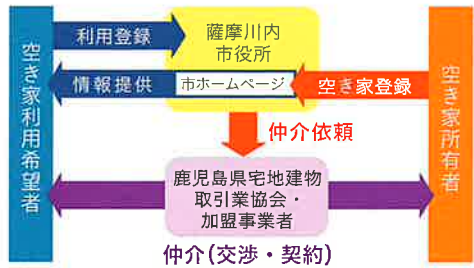 空き家利用希望者
利用登録
薩摩川内
市役所
情報提供
市ホームページ
空き家登録
空き家所有者
仲介依頼
鹿児島県宅地建物
取引業協会・
加盟事業者
仲介(交渉・契約)